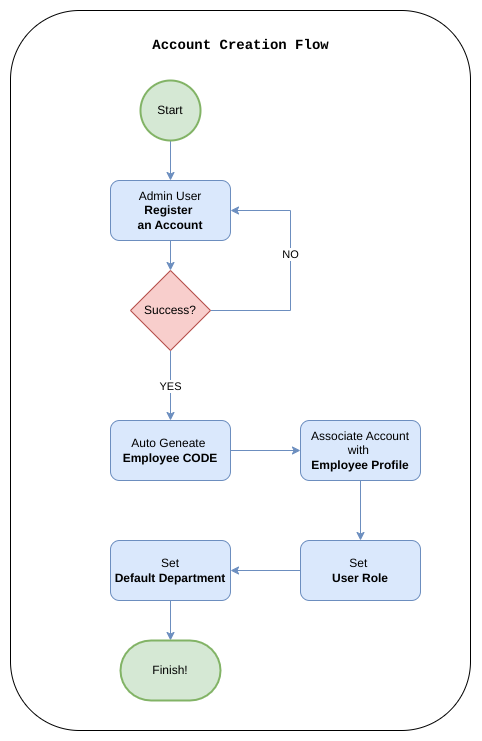 Account Creation Flow
Start
Admin User
Register
an Account
NO
Success?
YES
Auto Geneate
Employee CODE
Associate Account
with
Employee Profile
Set
Default Department
Set
User Role
Finish!